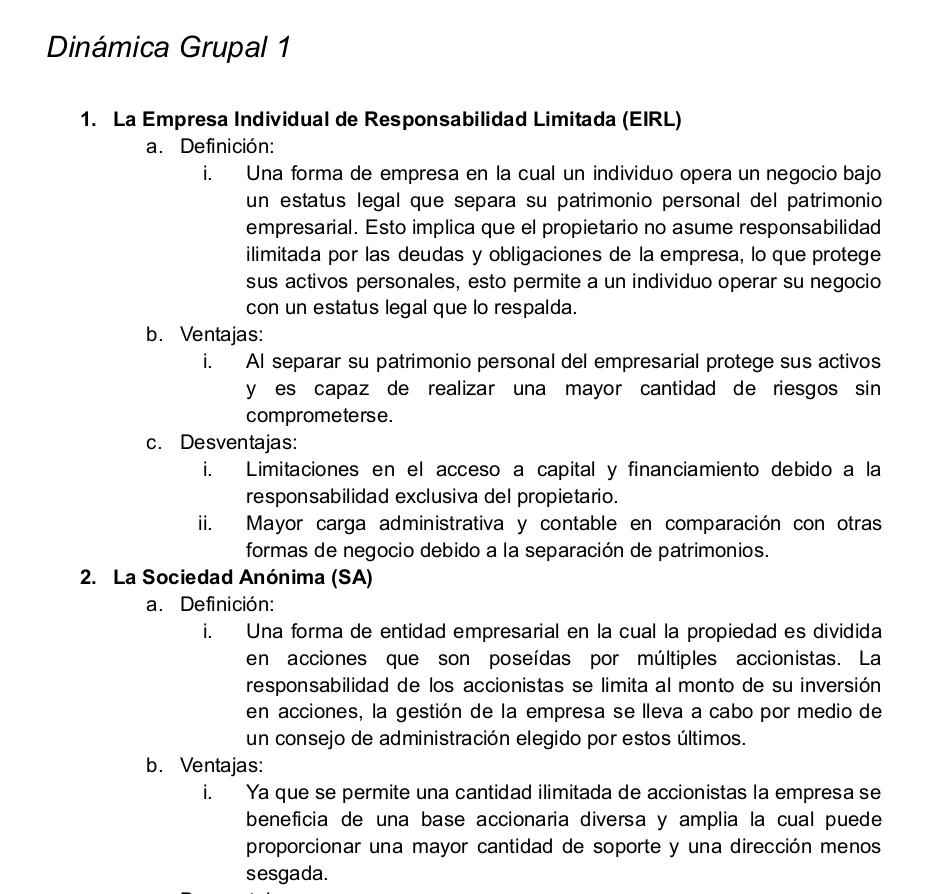 Dinámica Grupal 1
1. La Empresa Individual de Responsabilidad Limitada (EIRL)
a. Definición:
i. Una forma de empresa en la cual un individuo opera un negocio bajo
un estatus legal que separa su patrimonio personal del patrimonio
empresarial. Esto implica que el propietario no asume responsabilidad
ilimitada por las deudas y obligaciones de la empresa, lo que protege
sus activos personales, esto permite a un individuo operar su negocio
con un estatus legal que lo respalda.
b. Ventajas:
i. Al separar su patrimonio personal del empresarial protege sus activos
y es capaz de realizar una mayor cantidad de riesgos sin
comprometerse.
c. Desventajas:
i. Limitaciones en el acceso a capital y financiamiento debido a la
responsabilidad exclusiva del propietario.
ii. Mayor carga administrativa y contable en comparación con otras
formas de negocio debido a la separación de patrimonios.
2. La Sociedad Anónima (SA)
a. Definición:
i. Una forma de entidad empresarial en la cual la propiedad es dividida
en acciones que son poseídas por múltiples accionistas. La
responsabilidad de los accionistas se limita al monto de su inversión
en acciones, la gestión de la empresa se lleva a cabo por medio de
un consejo de administración elegido por estos últimos.
b. Ventajas:
i. Ya que se permite una cantidad ilimitada de accionistas la empresa se
beneficia de una base accionaria diversa y amplia la cual puede
proporcionar una mayor cantidad de soporte y una dirección menos
sesgada.